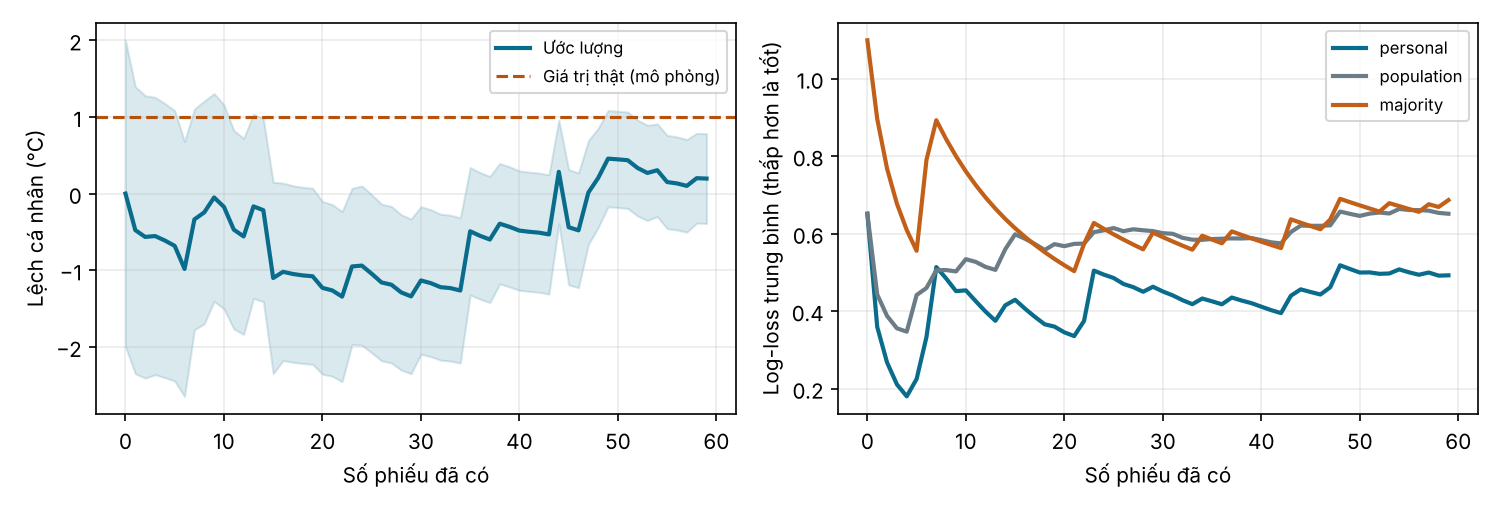 Lệch cá nhân (°C)
2
1
0
−1
−2
Ước lượng
Giá trị thật (mô phỏng)
0 10 20 30 40 50 60
Số phiếu đã có
Log-loss trung bình (thấp hơn là tốt)
1.0
0.8
0.6
0.4
0.2
personal
population
majority
0 10 20 30 40 50 60
Số phiếu đã có